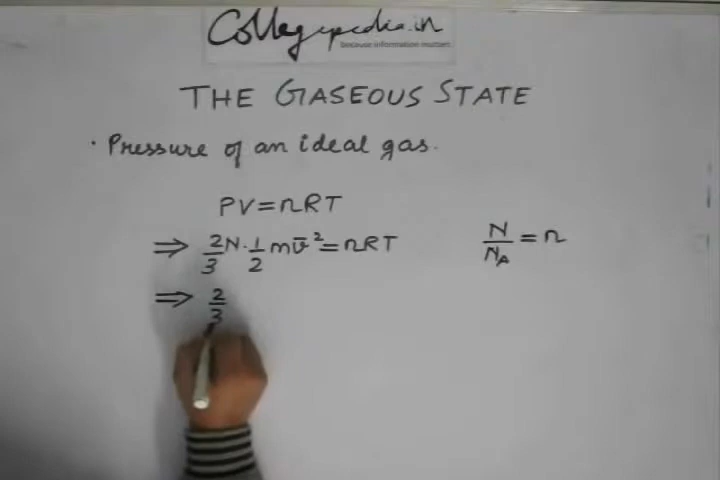 Collegepedia.in
because information matters
THE GASEOUS STATE
· Pressure of an ideal gas.
PV = nRT
⇒ 2/3 N · 1/2 m v̄² = nRT
N/N_A = n
⇒ 2/3